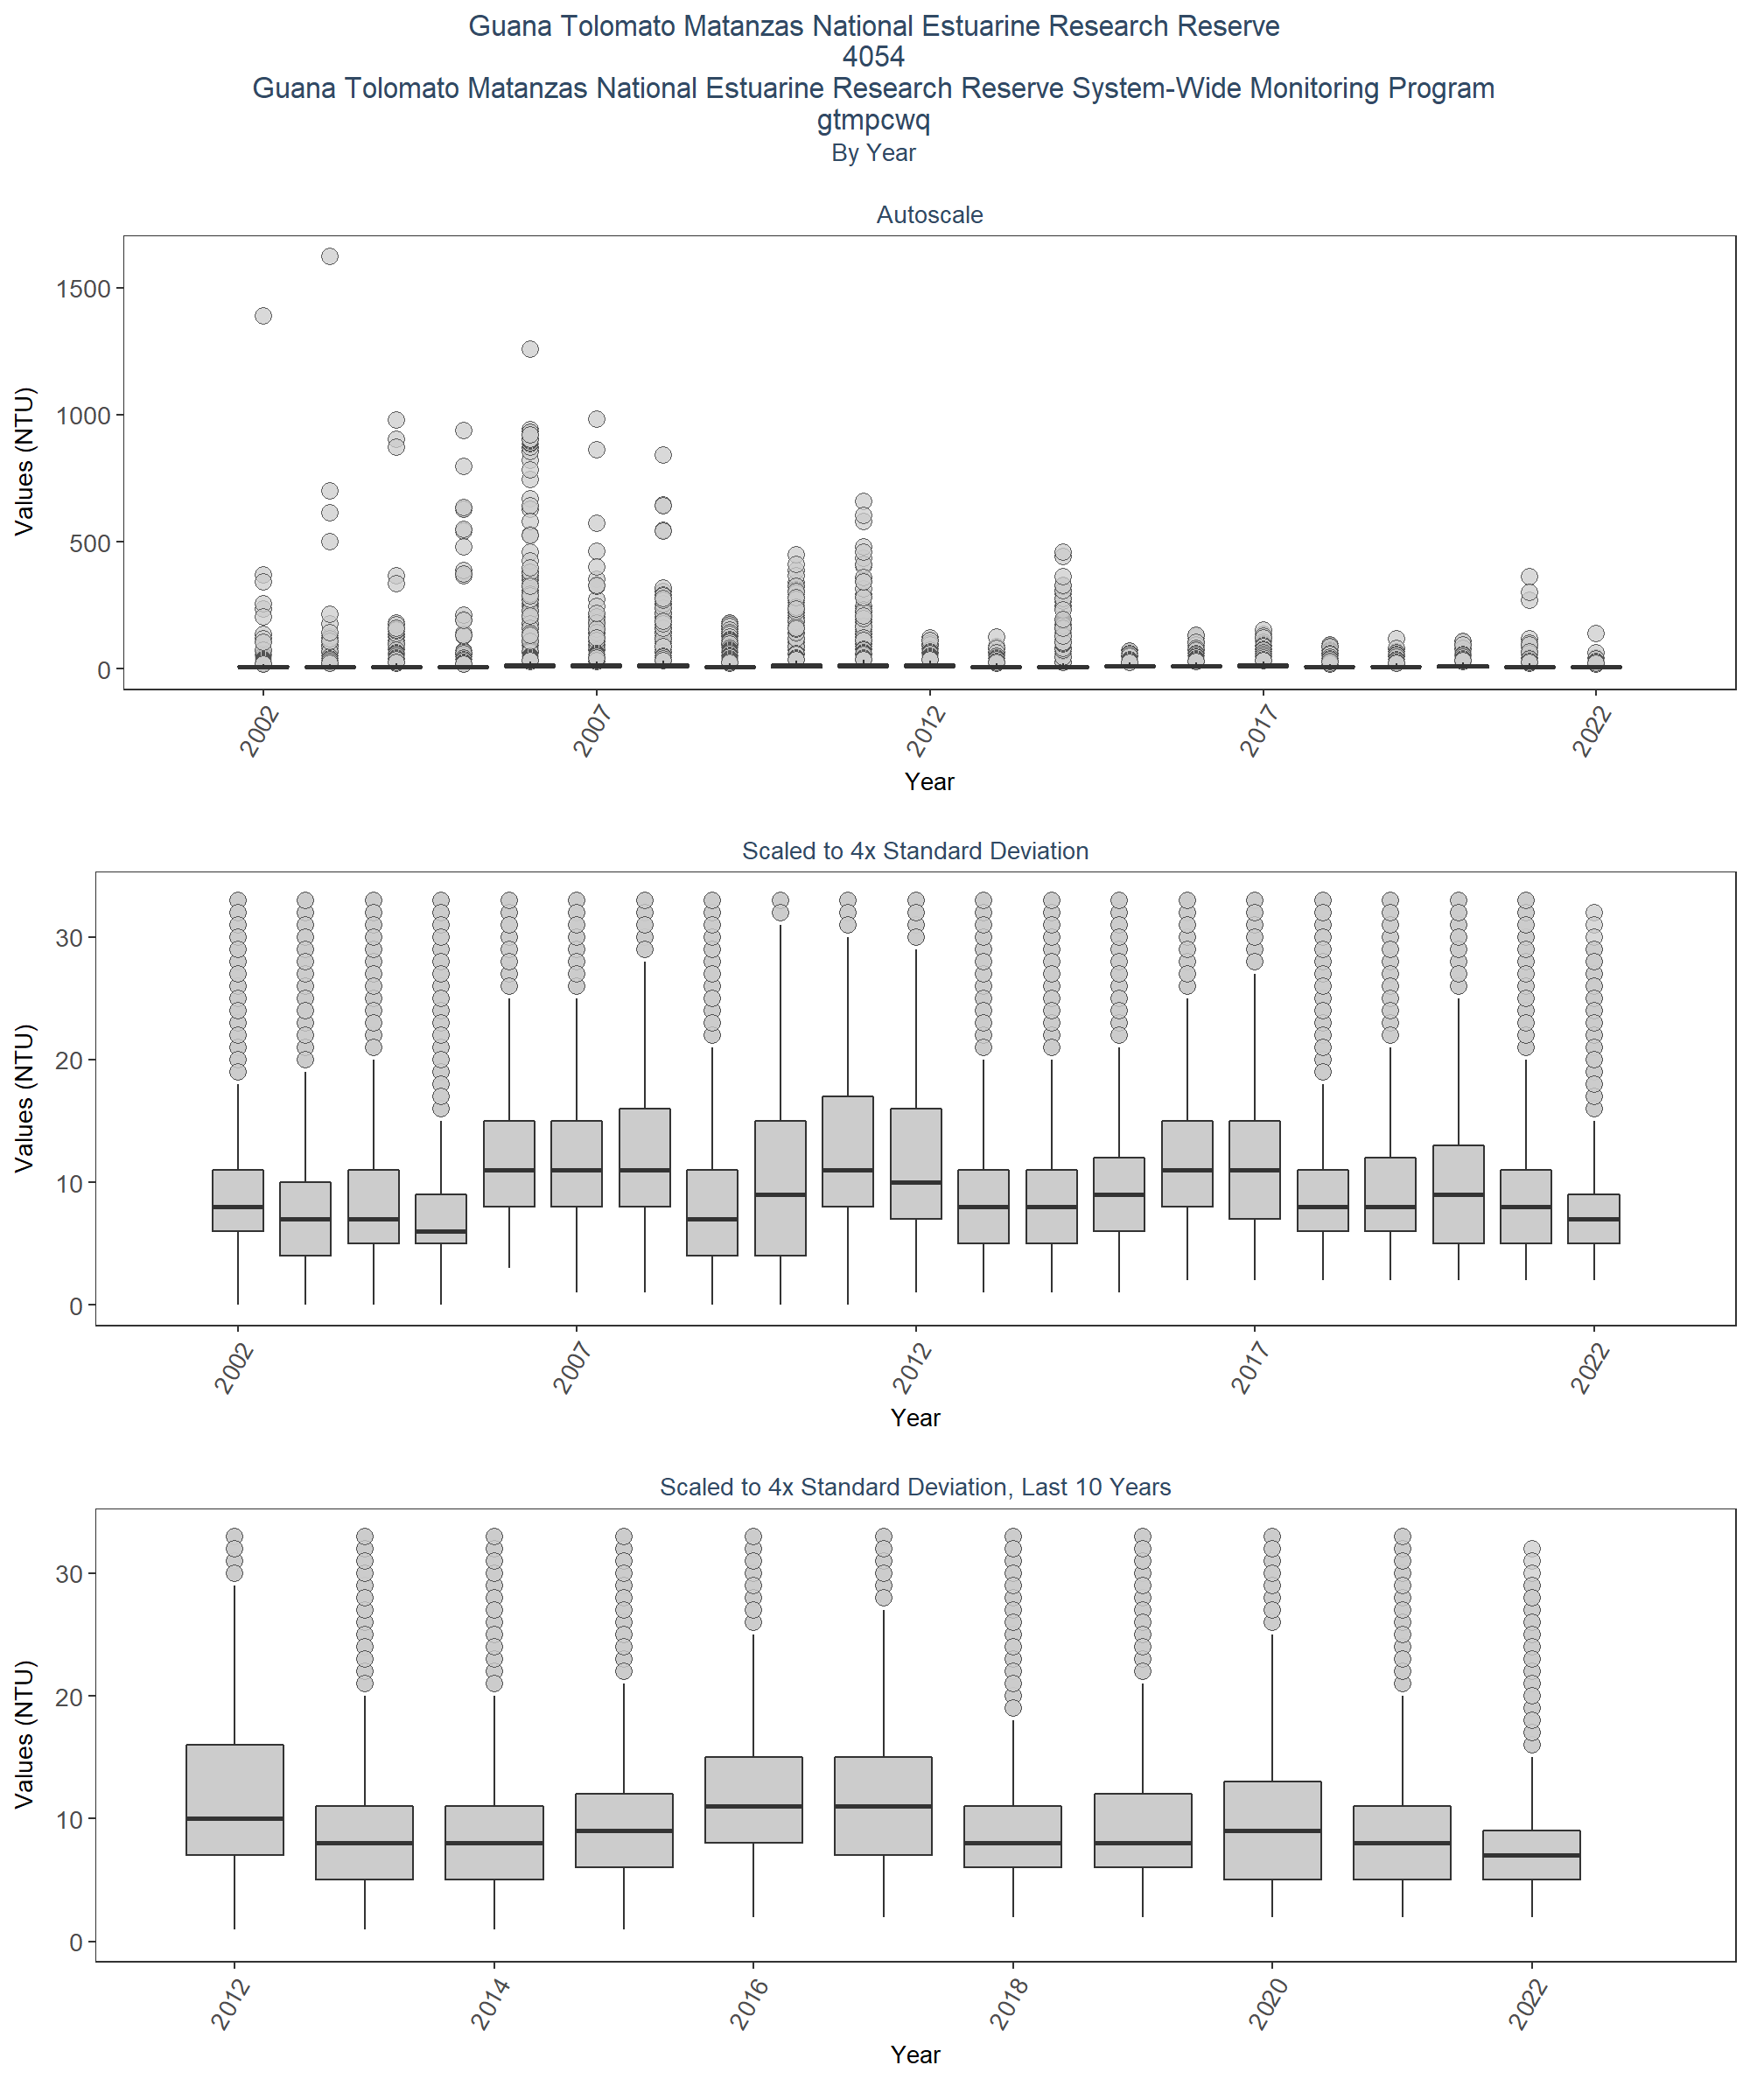 Guana Tolomato Matanzas National Estuarine Research Reserve
4054
Guana Tolomato Matanzas National Estuarine Research Reserve System-Wide Monitoring Program
gtmpcwq
By Year
Autoscale
Values (NTU)
1500
1000
500
0
2002 2007 2012 2017 2022
Year
Scaled to 4x Standard Deviation
Values (NTU)
30
20
10
0
2002 2007 2012 2017 2022
Year
Scaled to 4x Standard Deviation, Last 10 Years
Values (NTU)
30
20
10
0
2012 2014 2016 2018 2020 2022
Year